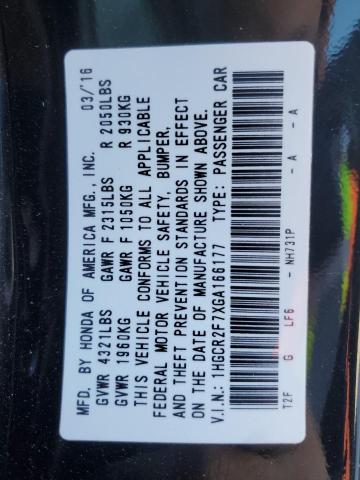 MFD. BY HONDA OF AMERICA MFG., INC. 03/'16
GVWR 4321LBS GAWR F 2315LBS R 2050LBS
GVWR 1960KG GAWR F 1050KG R 930KG
THIS VEHICLE CONFORMS TO ALL APPLICABLE
FEDERAL MOTOR VEHICLE SAFETY, BUMPER,
AND THEFT PREVENTION STANDARDS IN EFFECT
ON THE DATE OF MANUFACTURE SHOWN ABOVE.
V.I.N.: 1HGCR2F7XGA166177 TYPE: PASSENGER CAR
T2F G LF6 - NH731P - A - A